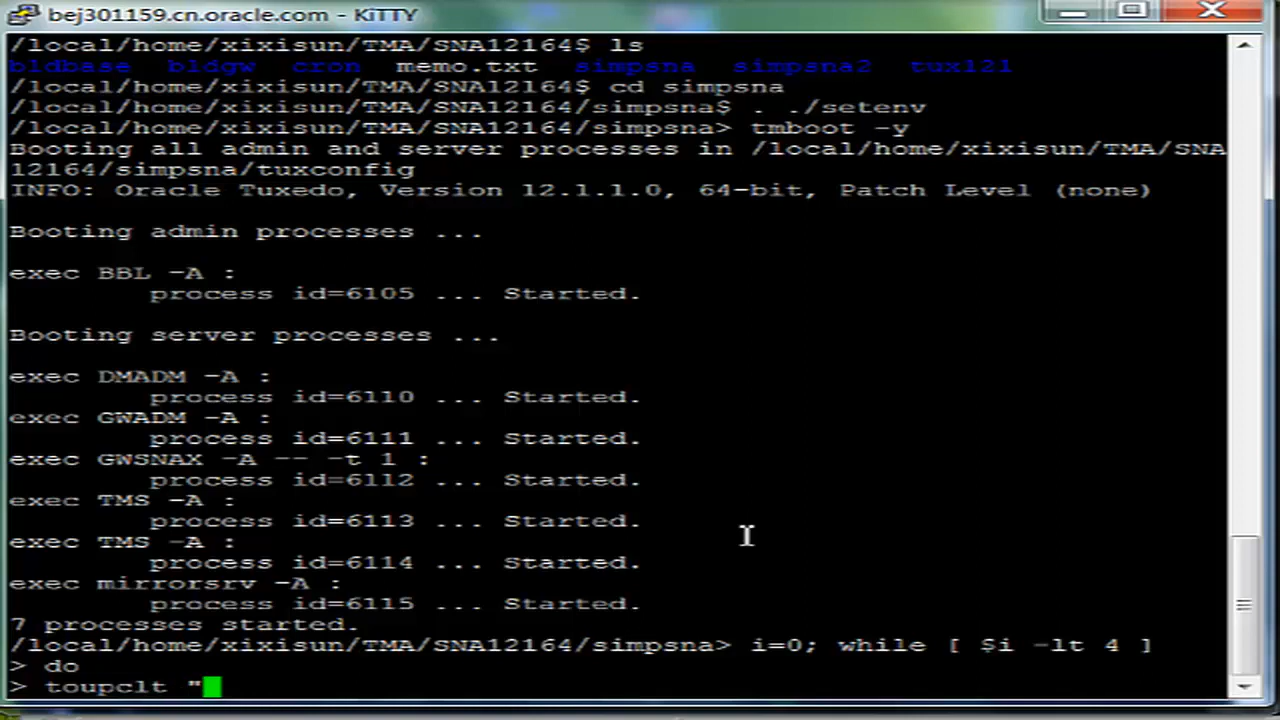 bej301159.cn.oracle.com - KiTTY
/local/home/xixisun/TMA/SNA12164$ ls
bldbase bldgw cron memo.txt simpsna simpsna2 tux121
/local/home/xixisun/TMA/SNA12164$ cd simpsna
/local/home/xixisun/TMA/SNA12164/simpsna$ . ./setenv
/local/home/xixisun/TMA/SNA12164/simpsna> tmboot -y
Booting all admin and server processes in /local/home/xixisun/TMA/SNA
12164/simpsna/tuxconfig
INFO: Oracle Tuxedo, Version 12.1.1.0, 64-bit, Patch Level (none)
Booting admin processes ...
exec BBL -A :
process id=6105 ... Started.
Booting server processes ...
exec DMADM -A :
process id=6110 ... Started.
exec GWADM -A :
process id=6111 ... Started.
exec GWSNAX -A -- -t 1 :
process id=6112 ... Started.
exec TMS -A :
process id=6113 ... Started.
exec TMS -A :
process id=6114 ... Started.
exec mirrorsrv -A :
process id=6115 ... Started.
7 processes started.
/local/home/xixisun/TMA/SNA12164/simpsna> i=0; while [ $i -lt 4 ]
> do
> toupclt "